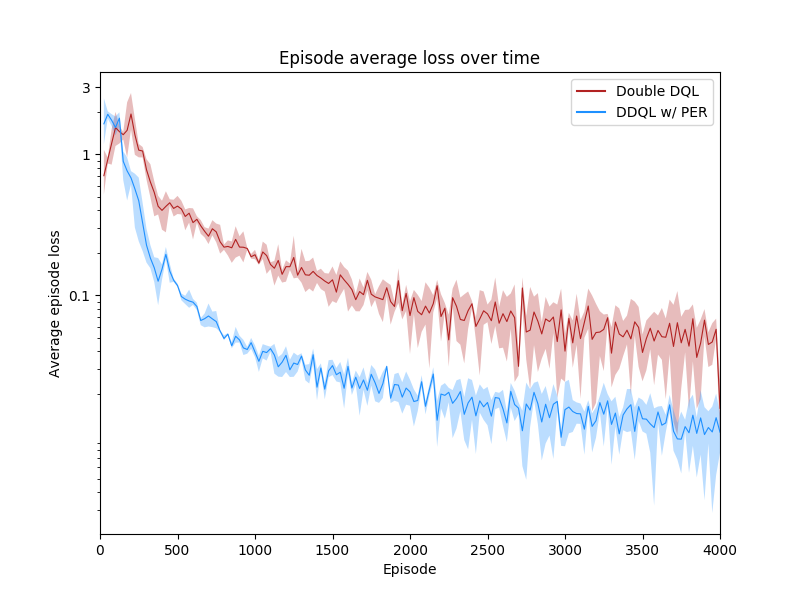 Episode average loss over time
Double DQL
DDQL w/ PER
3
1
0.1
Average episode loss
0
500
1000
1500
2000
2500
3000
3500
4000
Episode